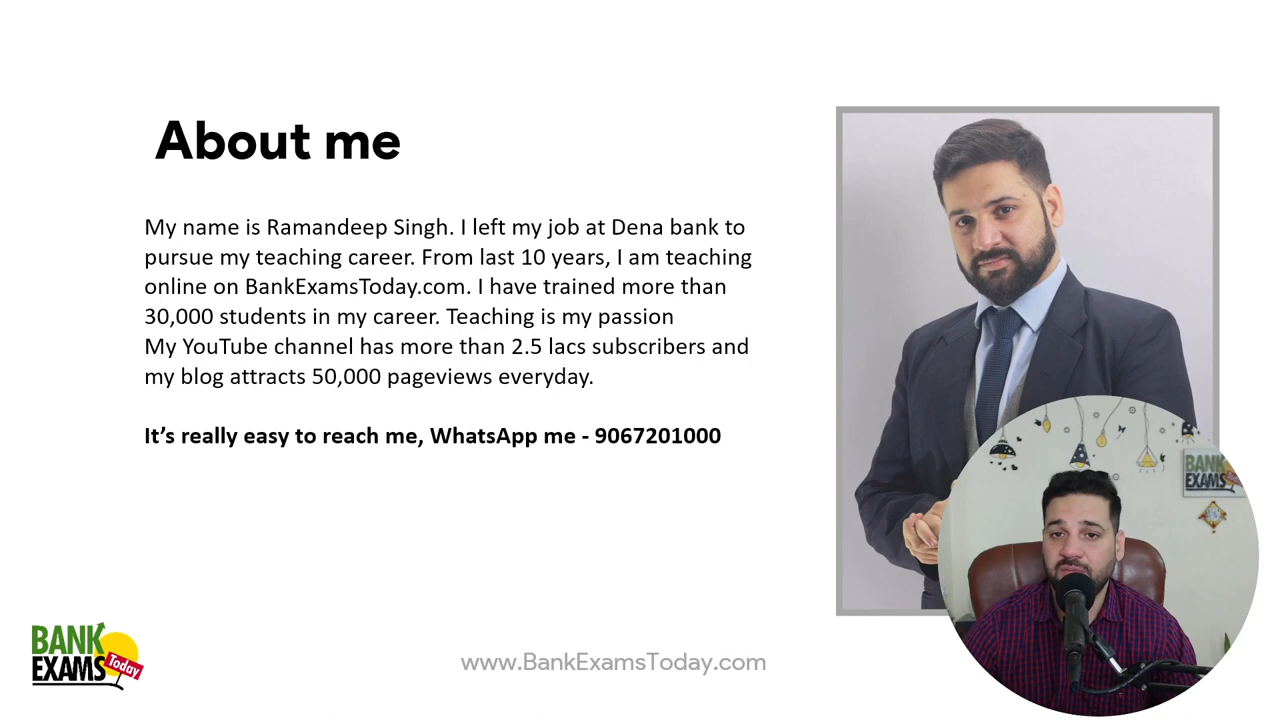 About me
My name is Ramandeep Singh. I left my job at Dena bank to
pursue my teaching career. From last 10 years, I am teaching
online on BankExamsToday.com. I have trained more than
30,000 students in my career. Teaching is my passion
My YouTube channel has more than 2.5 lacs subscribers and
my blog attracts 50,000 pageviews everyday.
It’s really easy to reach me, WhatsApp me - 9067201000
BANK
EXAMS
BANK
EXAMS
Today
www.BankExamsToday.com